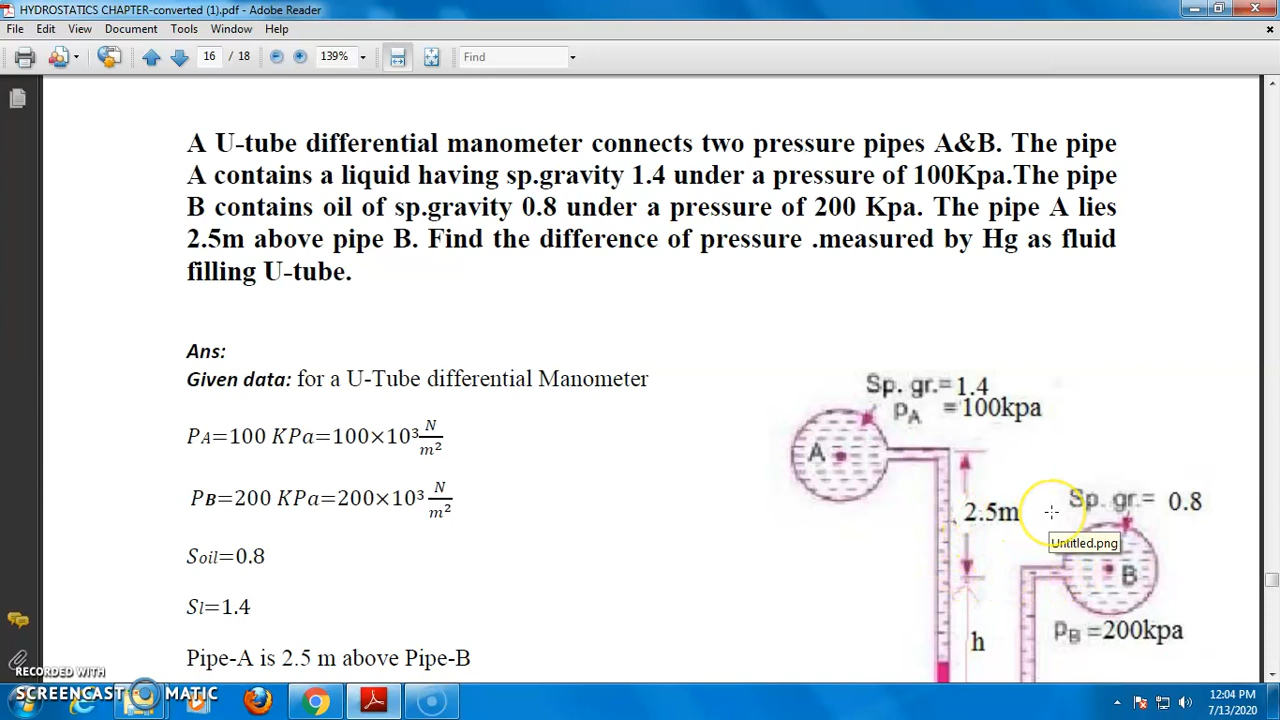 HYDROSTATICS CHAPTER-converted (1).pdf - Adobe Reader
File Edit View Document Tools Window Help
16 / 18 139% Find
A U-tube differential manometer connects two pressure pipes A&B. The pipe
A contains a liquid having sp.gravity 1.4 under a pressure of 100Kpa.The pipe
B contains oil of sp.gravity 0.8 under a pressure of 200 Kpa. The pipe A lies
2.5m above pipe B. Find the difference of pressure .measured by Hg as fluid
filling U-tube.
Ans:
Given data: for a U-Tube differential Manometer
PA=100 KPa=100×10³ N/m²
PB=200 KPa=200×10³ N/m²
Soil=0.8
Sl=1.4
Pipe-A is 2.5 m above Pipe-B
Sp. gr.= 1.4
pA =100kpa
A
2.5m
Sp. gr.= 0.8
Untitled.png
B
pB =200kpa
h
RECORDED WITH
SCREENCAST MATIC
12:04 PM
7/13/2020